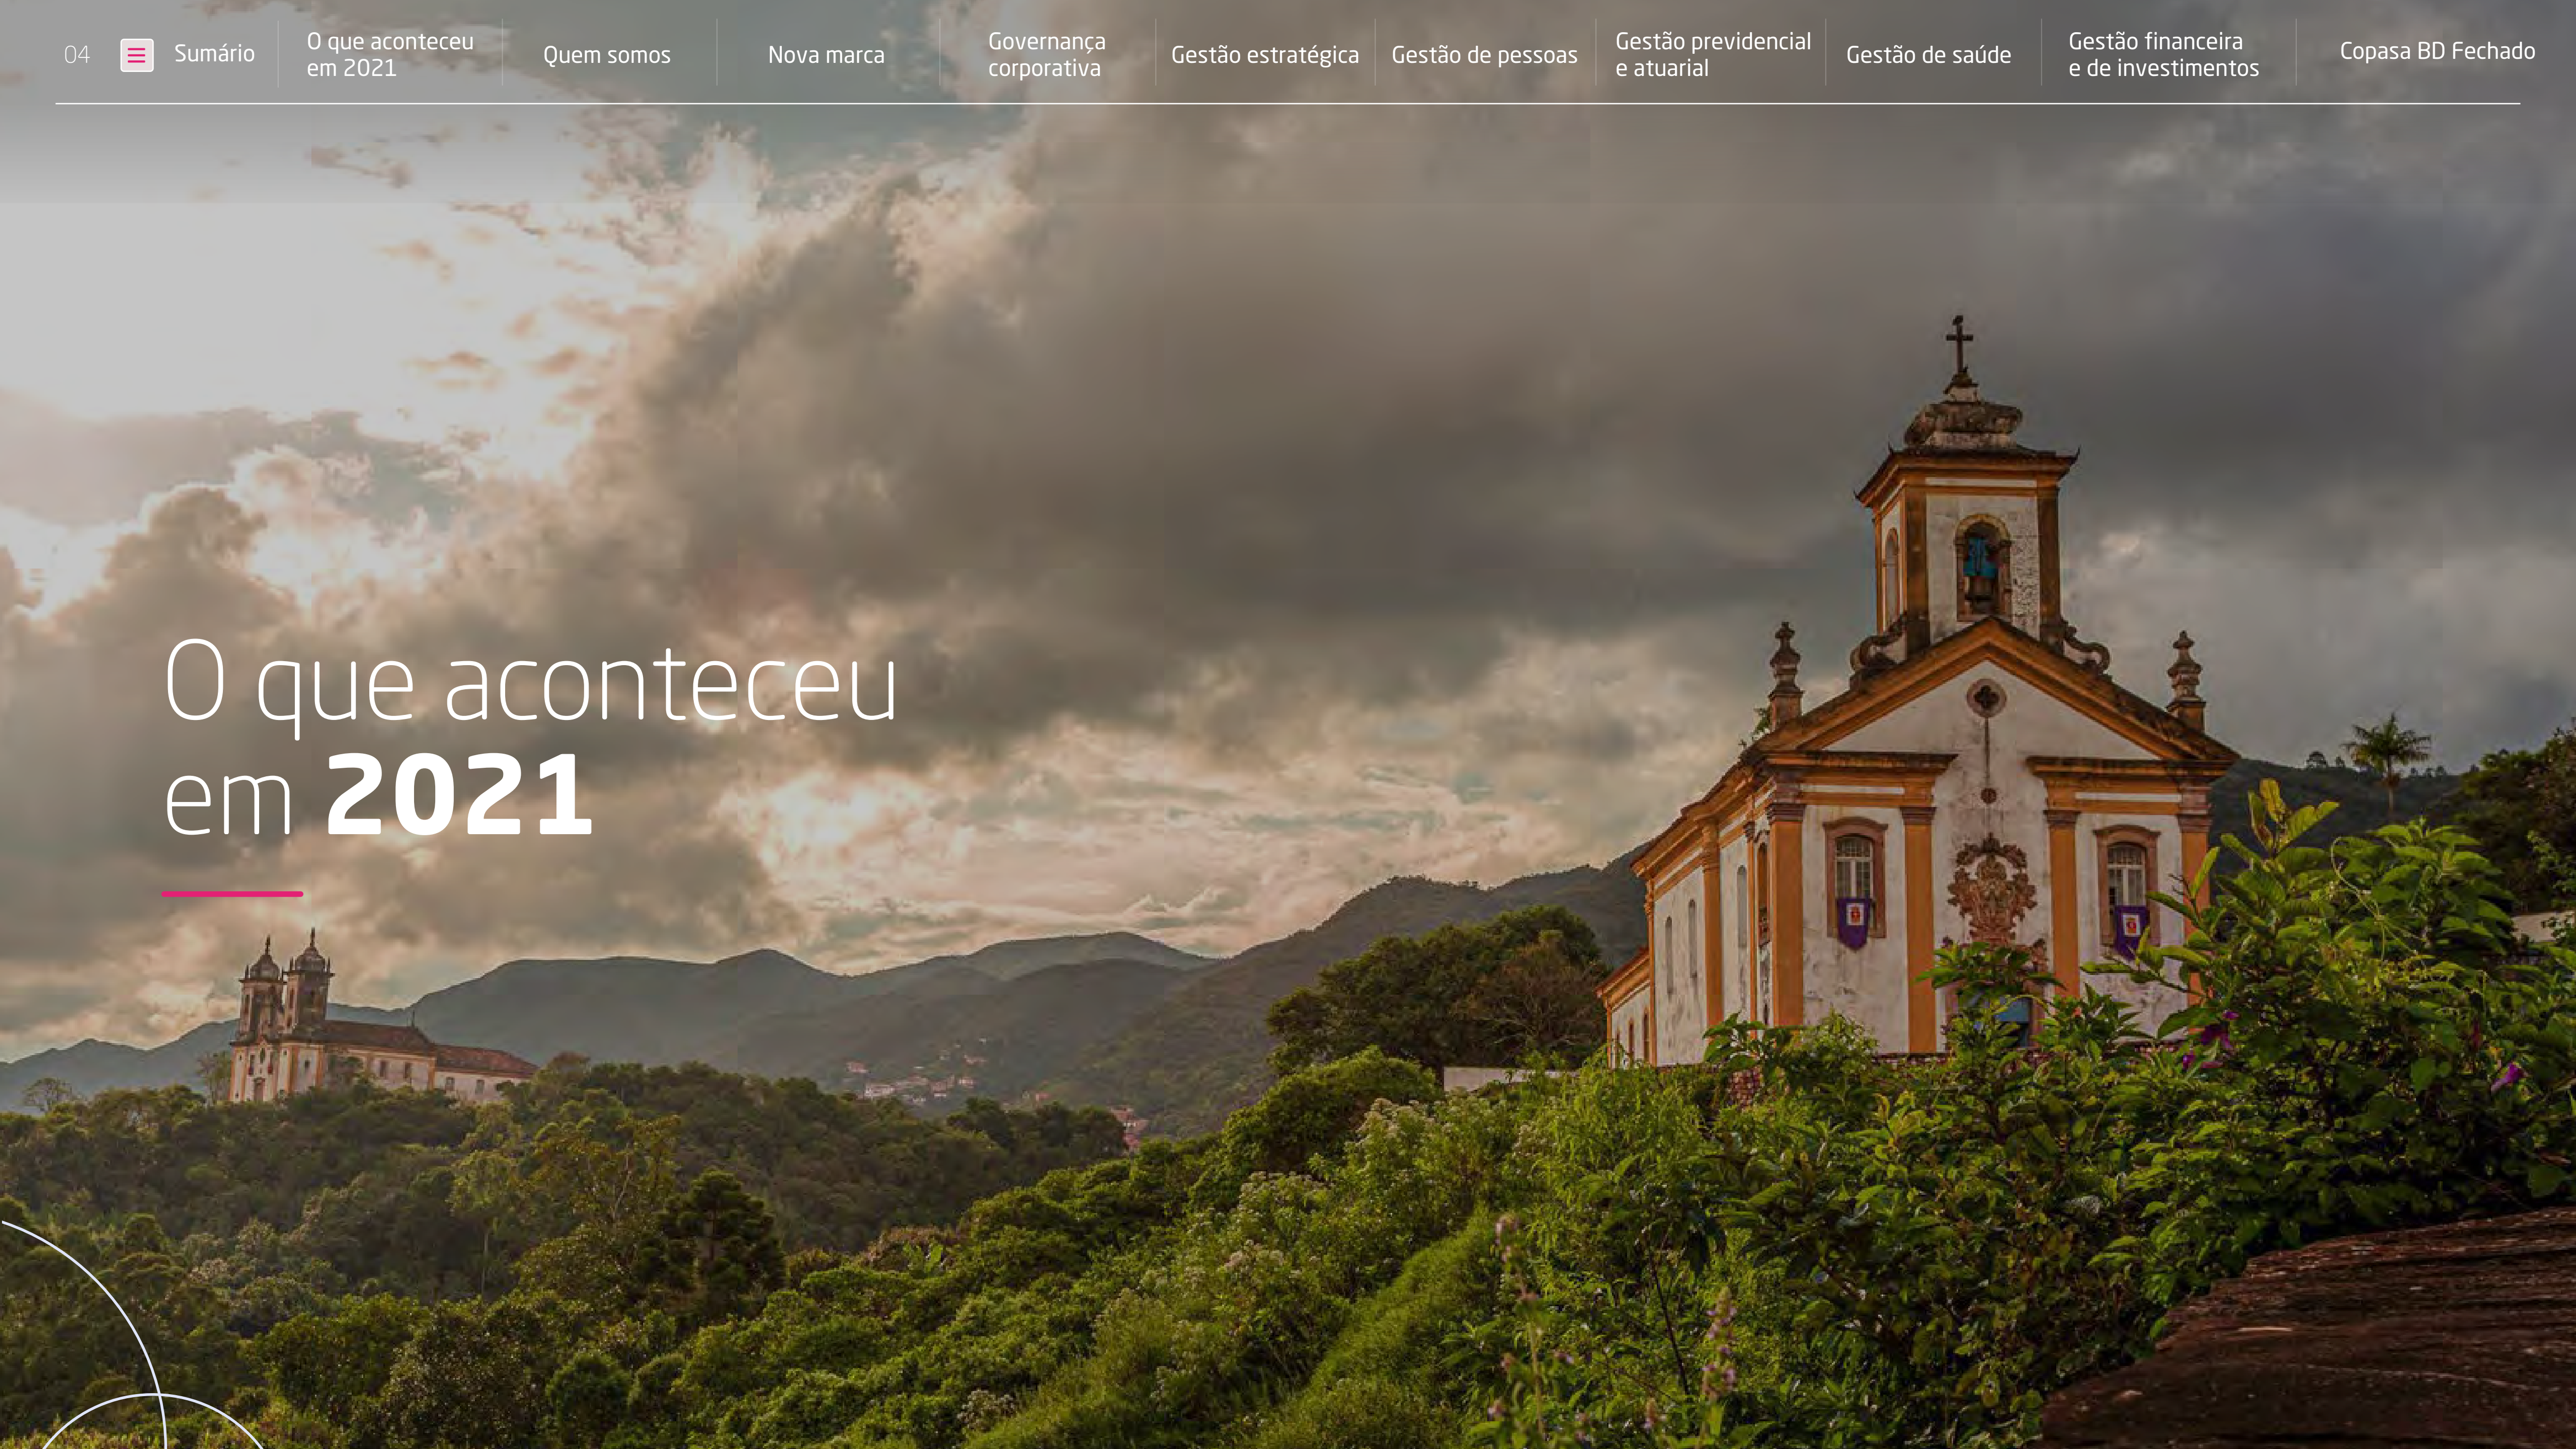 04
Sumário
O que aconteceu
em 2021
Quem somos
Nova marca
Governança
corporativa
Gestão estratégica
Gestão de pessoas
Gestão previdencial
e atuarial
Gestão de saúde
Gestão financeira
e de investimentos
Copasa BD Fechado
O que aconteceu
em 2021